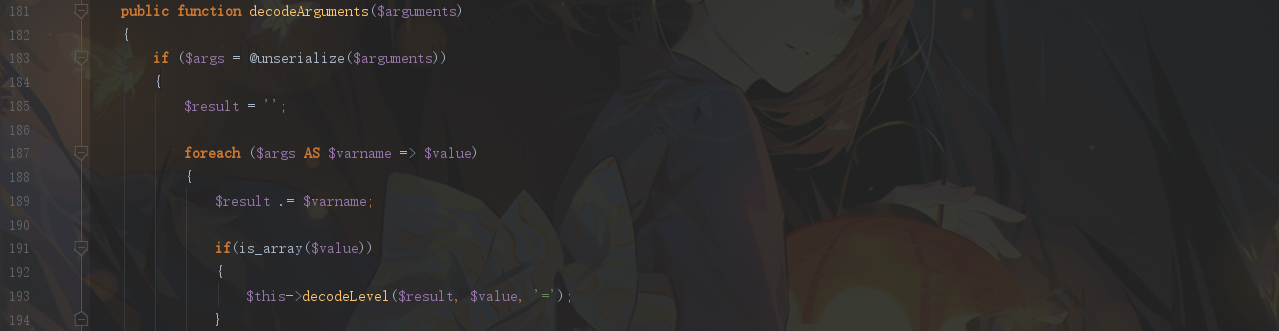 181 public function decodeArguments($arguments)
182 {
183 if ($args = @unserialize($arguments))
184 {
185 $result = '';
186
187 foreach ($args AS $varname => $value)
188 {
189 $result .= $varname;
190
191 if(is_array($value))
192 {
193 $this->decodeLevel($result, $value, '=');
194 }